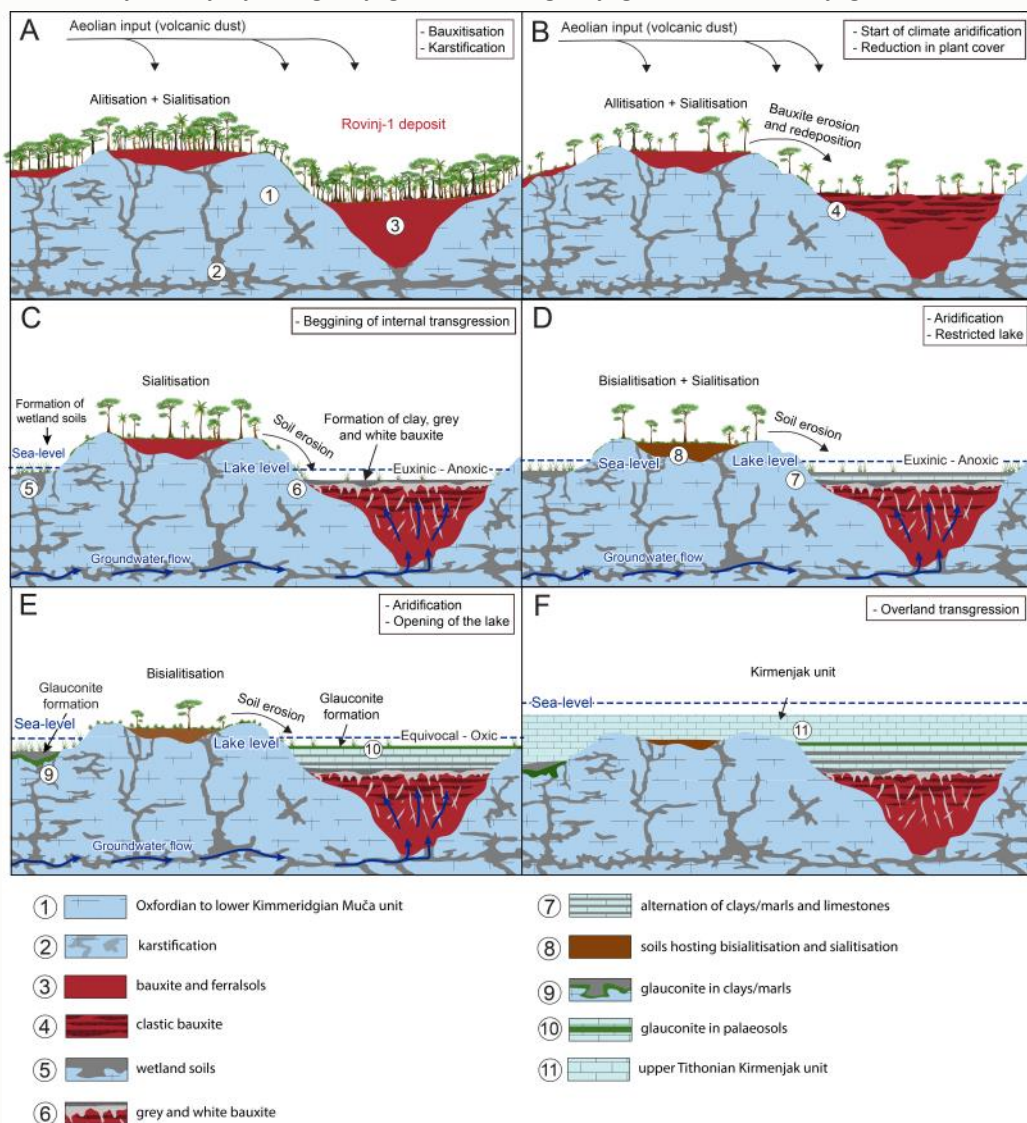 A
Aeolian input (volcanic dust)
- Bauxitisation
- Karstification
Alitisation + Sialitisation
Rovinj-1 deposit
1
2
3
B
Aeolian input (volcanic dust)
- Start of climate aridification
- Reduction in plant cover
Allitisation + Sialitisation
Bauxite erosion
and redeposition
4
C
- Beggining of internal transgression
Sialitisation
Formation of
wetland soils
Sea-level
5
Soil erosion
Formation of clay, grey
and white bauxite
Lake level
Euxinic - Anoxic
6
Groundwater flow
D
- Aridification
- Restricted lake
Bisialitisation + Sialitisation
Soil erosion
8
Sea-level
Lake level
Euxinic - Anoxic
7
Groundwater flow
E
- Aridification
- Opening of the lake
Bisialitisation
Glauconite
formation
Sea-level
9
Soil erosion
Glauconite
formation
Lake level
Equivocal - Oxic
10
Groundwater flow
F
- Overland transgression
Kirmenjak unit
Sea-level
11
1 Oxfordian to lower Kimmeridgian Muča unit
2 karstification
3 bauxite and ferralsols
4 clastic bauxite
5 wetland soils
6 grey and white bauxite
7 alternation of clays/marls and limestones
8 soils hosting bisialitisation and sialitisation
9 glauconite in clays/marls
10 glauconite in palaeosols
11 upper Tithonian Kirmenjak unit